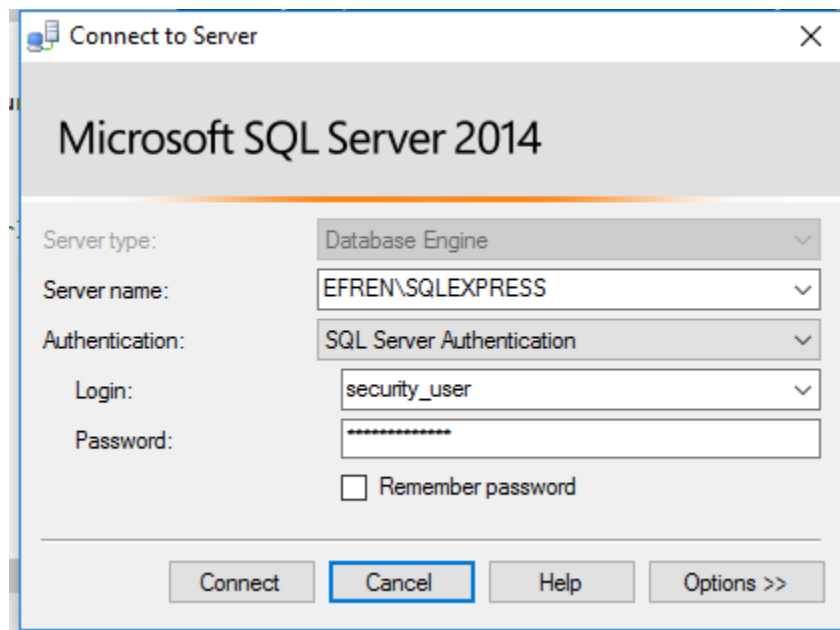 Connect to Server
Microsoft SQL Server 2014
Server type: Database Engine
Server name: EFREN\SQLEXPRESS
Authentication: SQL Server Authentication
Login: security_user
Password: *************
Remember password
Connect Cancel Help Options >>